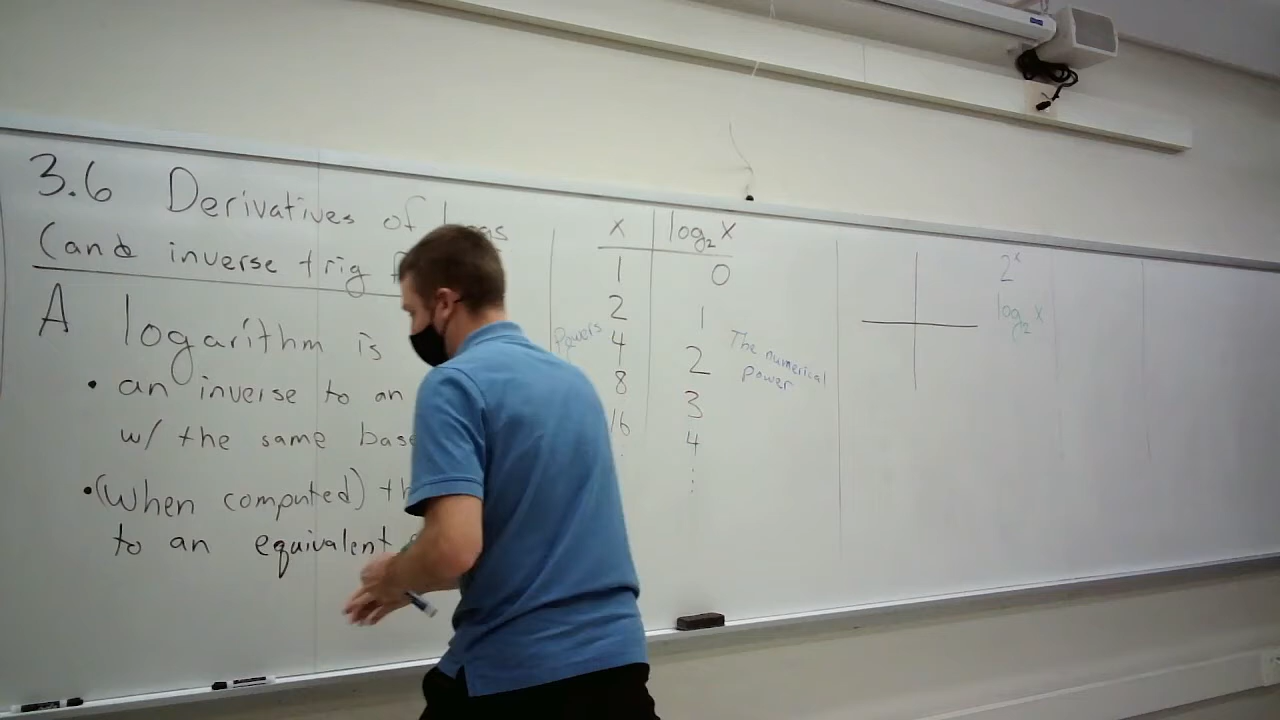 3.6 Derivatives of
(and inverse trig
A logarithm is
• an inverse to an
w/ the same base
• (When computed)
to an equivalent
x log₂ x
1 0
2 1
4 2
8 3
16 4
Powers
The numerical
Power
2ˣ
log₂ x